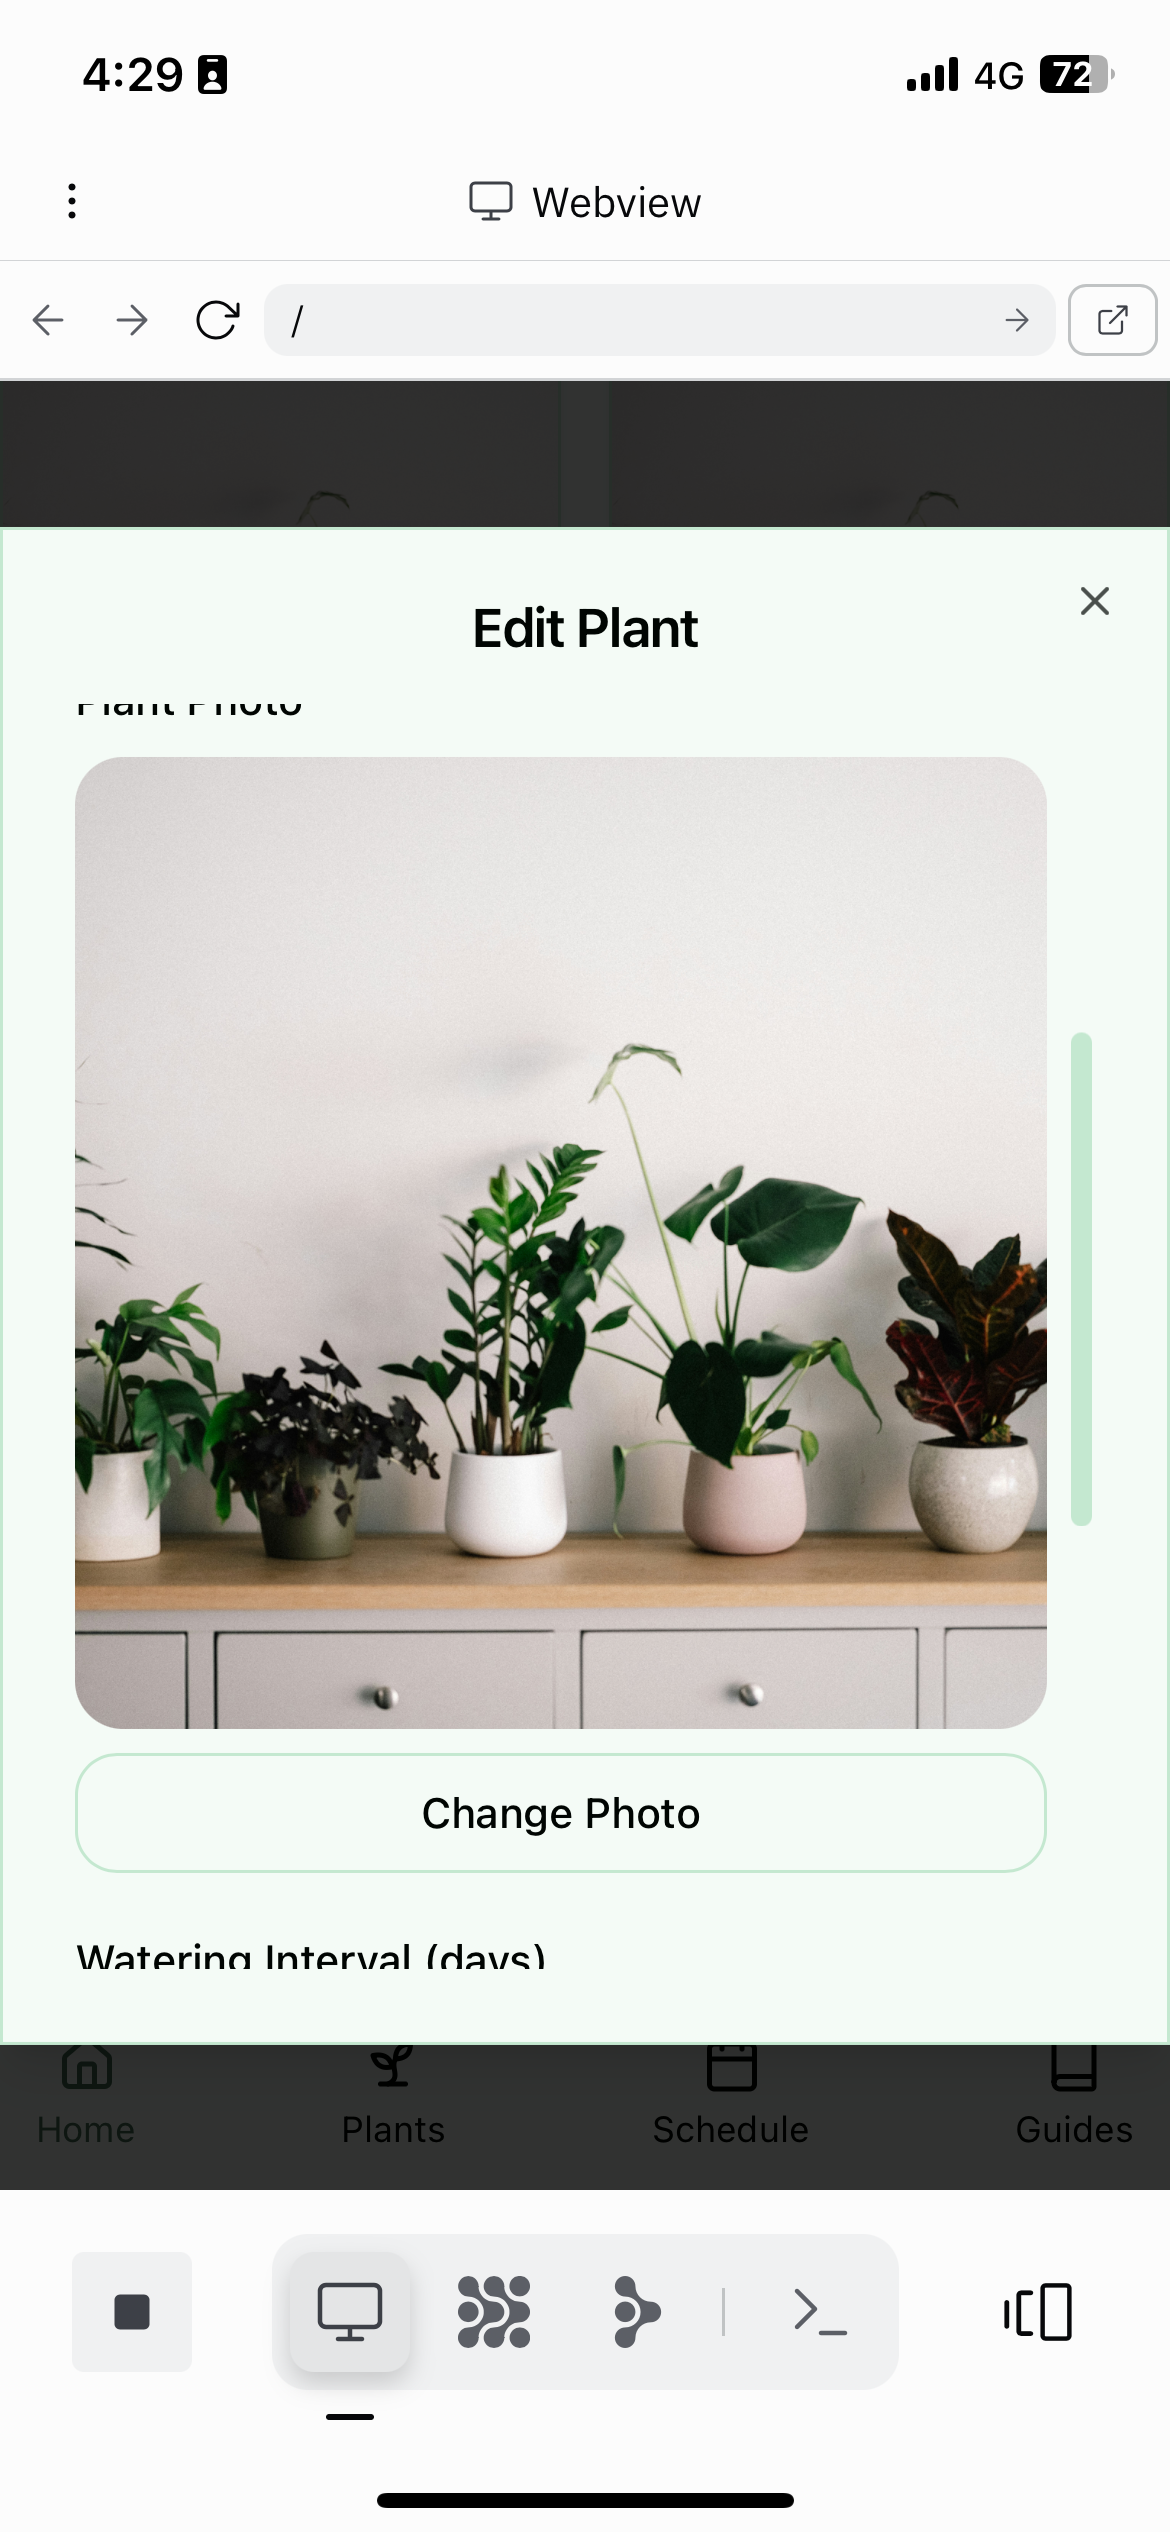 4:29
4G
72
Webview
/
Edit Plant
Plant Photo
Change Photo
Watering Interval (days)
Home
Plants
Schedule
Guides